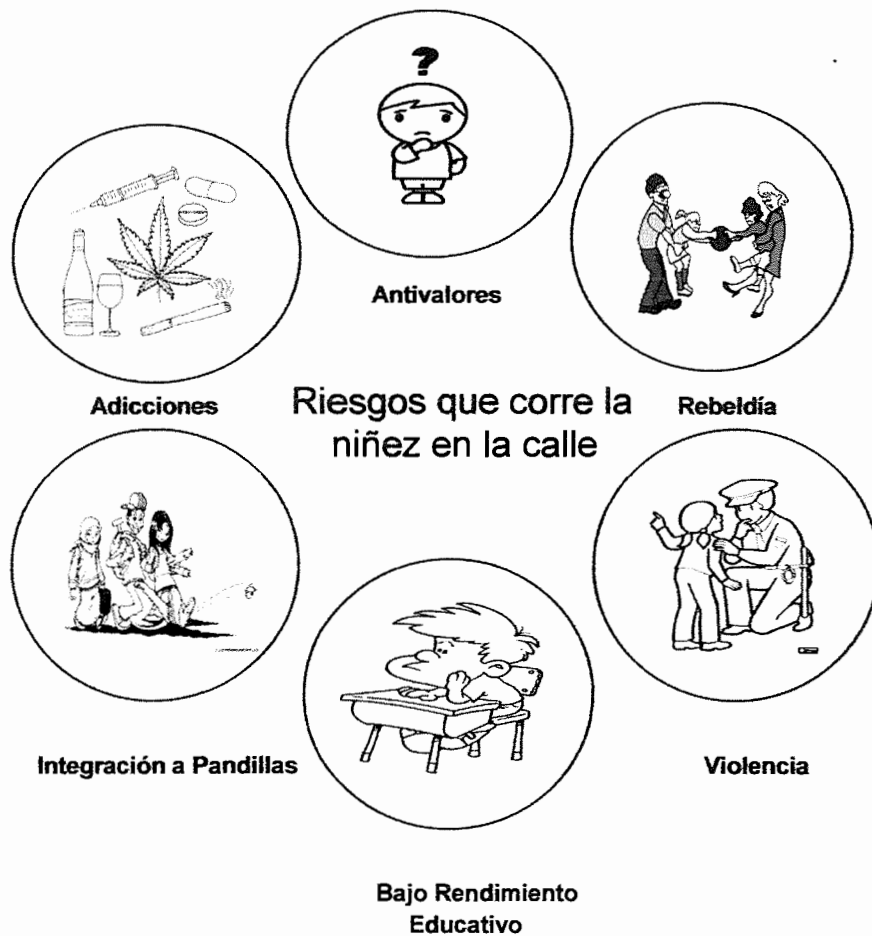 ?
Antivalores
Adicciones
Riesgos que corre la
niñez en la calle
Rebeldía
Integración a Pandillas
Violencia
Bajo Rendimiento
Educativo